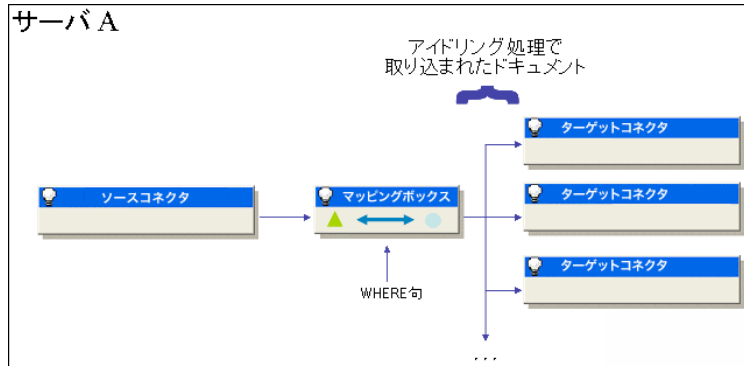 サーバ A
アイドリング処理で
取り込まれたドキュメント
ターゲットコネクタ
ソースコネクタ
マッピングボックス
ターゲットコネクタ
ターゲットコネクタ
WHERE句
...